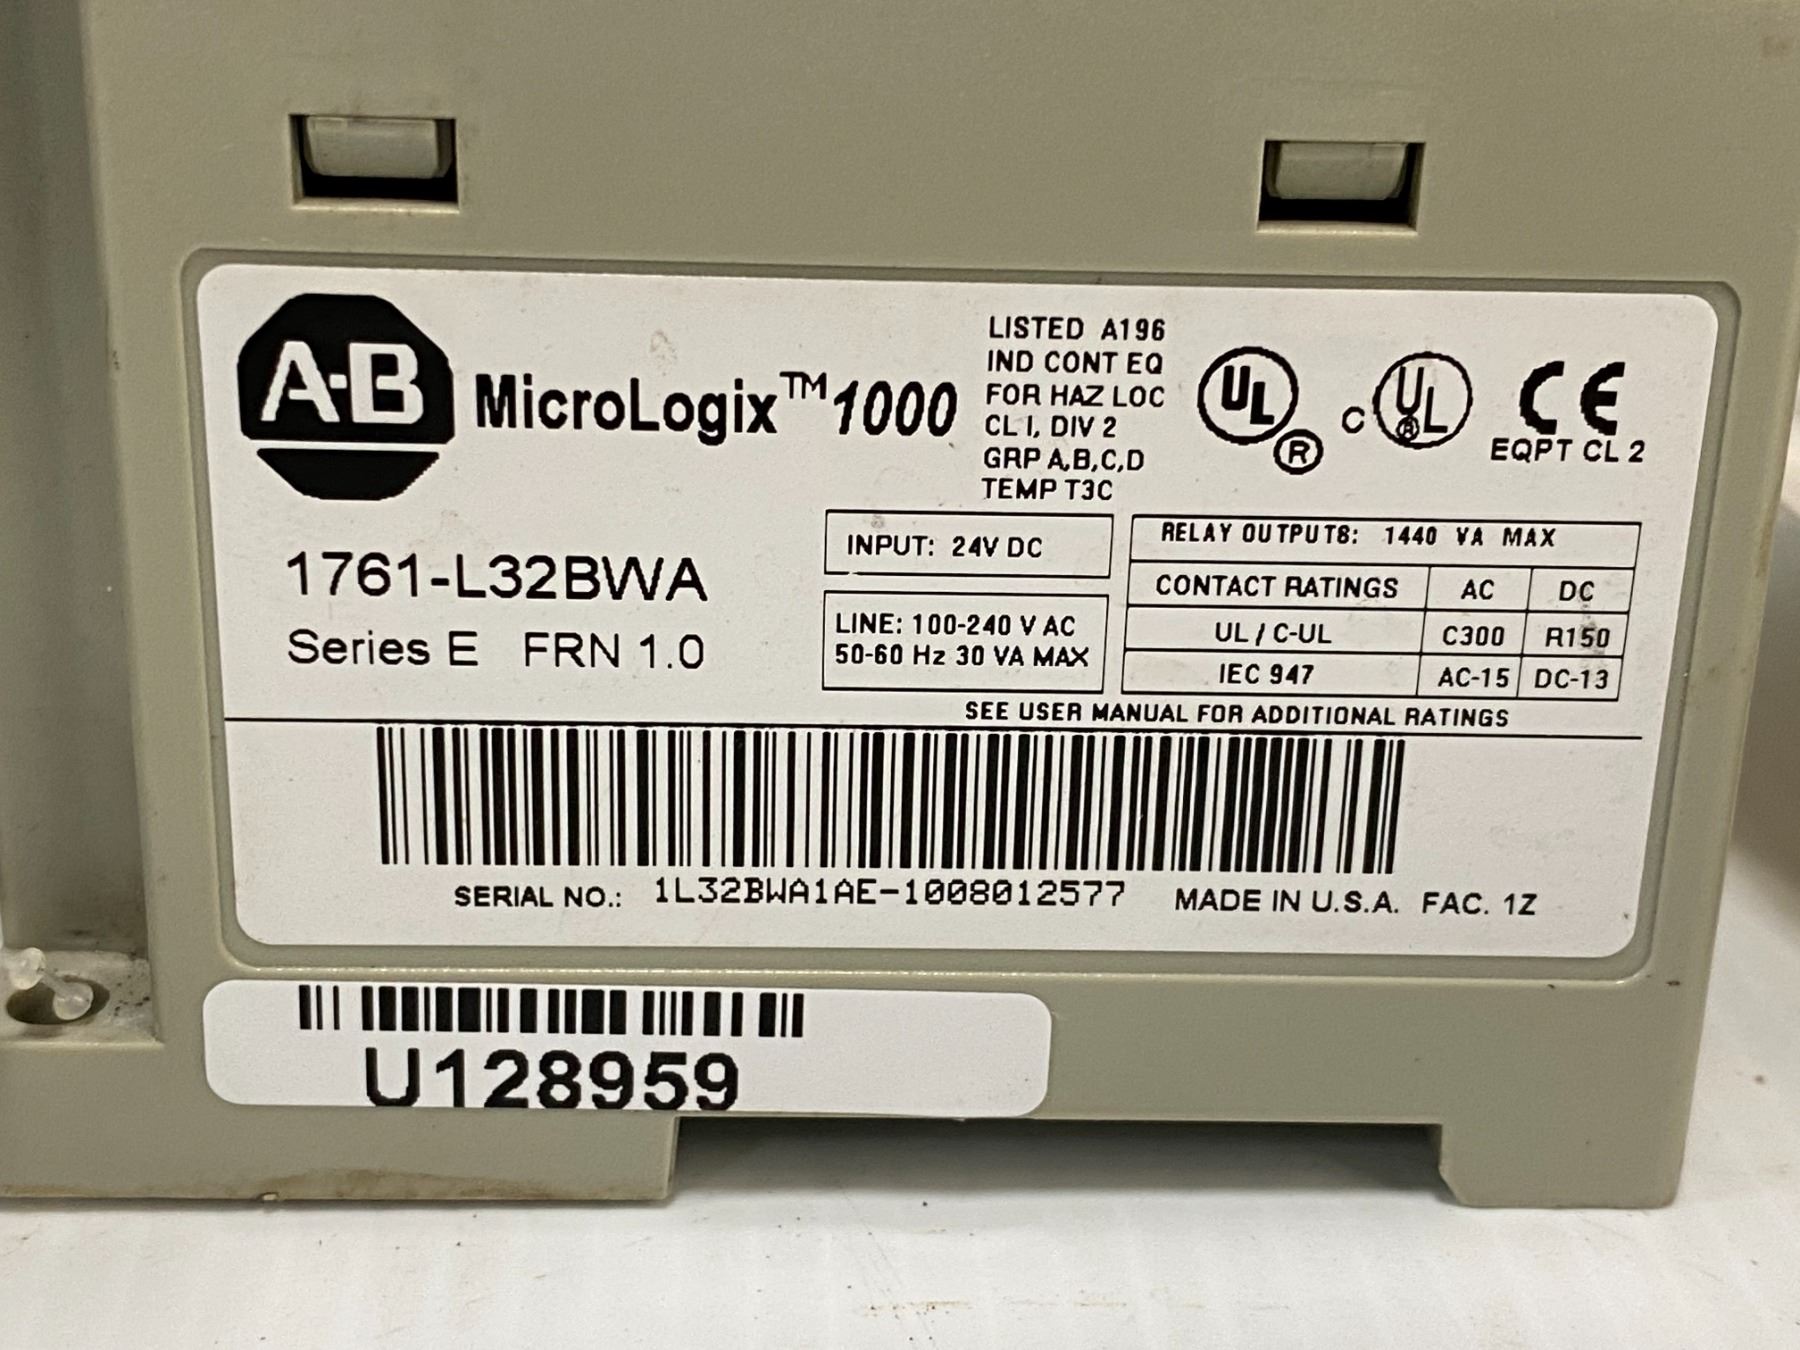 A-B
MicroLogix™ 1000
LISTED A196
IND CONT EQ
FOR HAZ LOC
CL I, DIV 2
GRP A,B,C,D
TEMP T3C
UL ®
C UL ®
CE
EQPT CL 2
1761-L32BWA
Series E FRN 1.0
INPUT: 24V DC
LINE: 100-240 V AC
50-60 Hz 30 VA MAX
RELAY OUTPUTS: 1440 VA MAX
CONTACT RATINGS AC DC
UL / C-UL C300 R150
IEC 947 AC-15 DC-13
SEE USER MANUAL FOR ADDITIONAL RATINGS
SERIAL NO.: 1L32BWA1AE-1008012577 MADE IN U.S.A. FAC. 1Z
U128959